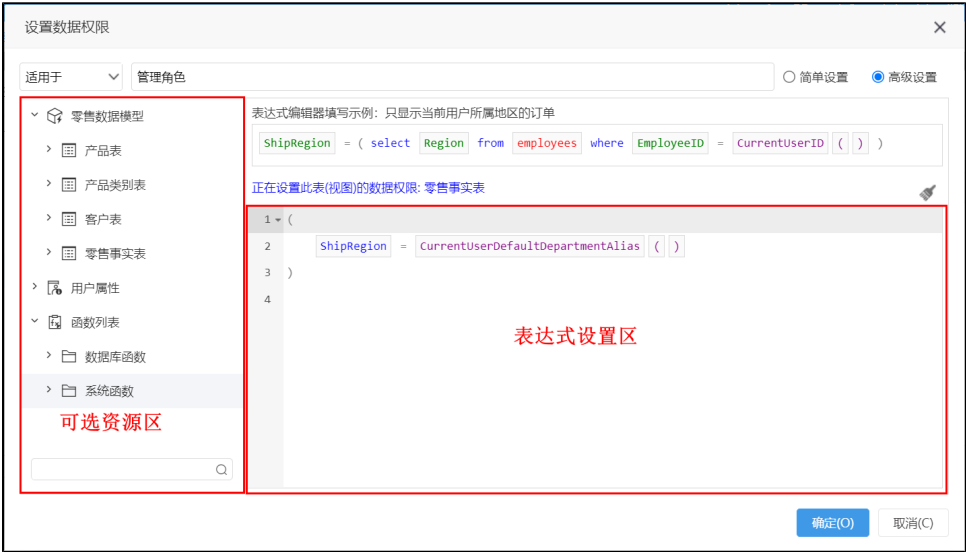 设置数据权限
适用于 管理角色 简单设置 高级设置
零售数据模型
产品表
产品类别表
客户表
零售事实表
用户属性
函数列表
数据库函数
系统函数
可选资源区
表达式编辑器填写示例：只显示当前用户所属地区的订单
ShipRegion = ( select Region from employees where EmployeeID = CurrentUserID ( ) )
正在设置此表(视图)的数据权限: 零售事实表
1 (
2 ShipRegion = CurrentUserDefaultDepartmentAlias ( )
3 )
4
表达式设置区
确定(O) 取消(C)